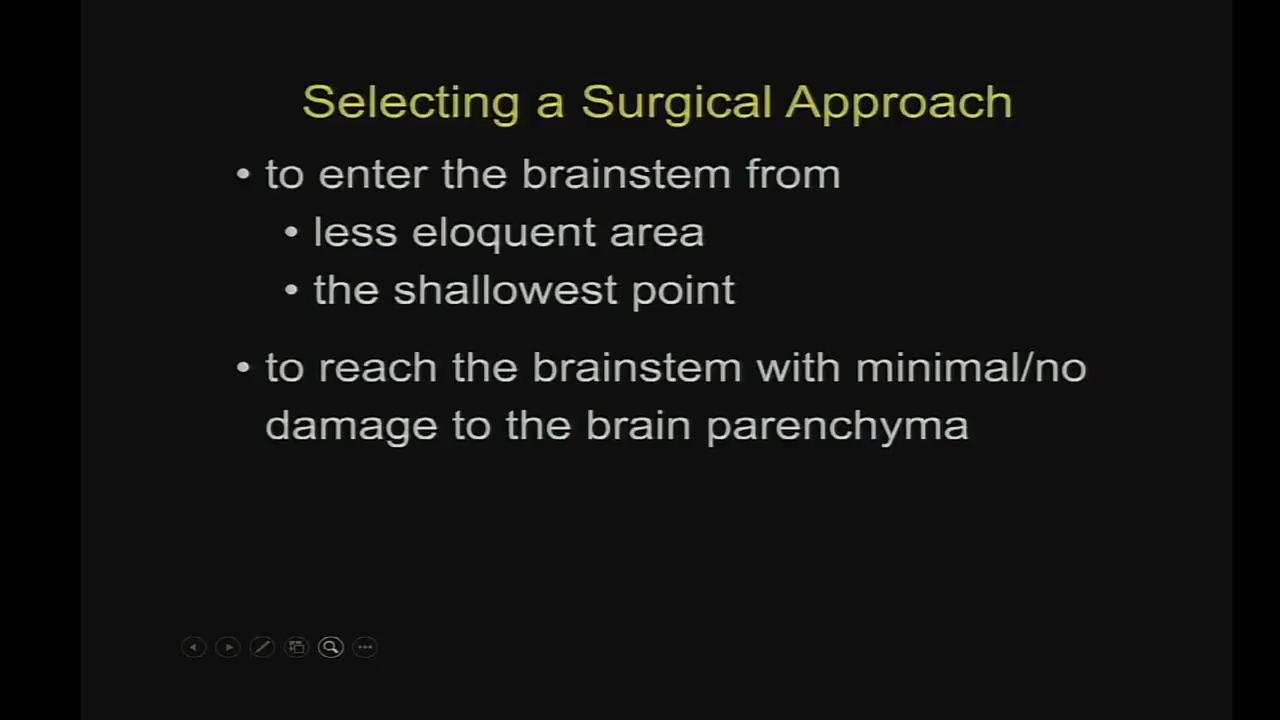 Selecting a Surgical Approach
• to enter the brainstem from
• less eloquent area
• the shallowest point
• to reach the brainstem with minimal/no
damage to the brain parenchyma